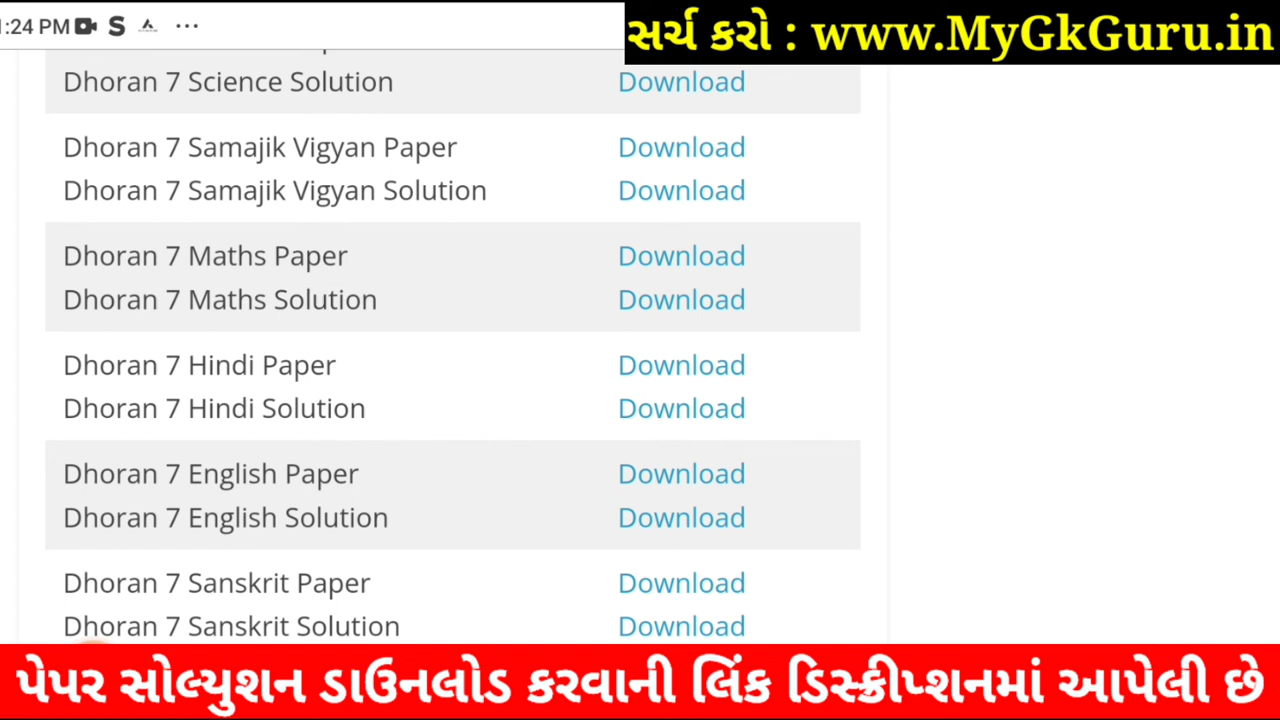 1:24 PM S ...
સર્ચ કરો : www.MyGkGuru.in
Dhoran 7 Science Solution Download
Dhoran 7 Samajik Vigyan Paper Download
Dhoran 7 Samajik Vigyan Solution Download
Dhoran 7 Maths Paper Download
Dhoran 7 Maths Solution Download
Dhoran 7 Hindi Paper Download
Dhoran 7 Hindi Solution Download
Dhoran 7 English Paper Download
Dhoran 7 English Solution Download
Dhoran 7 Sanskrit Paper Download
Dhoran 7 Sanskrit Solution Download
પેપર સોલ્યુશન ડાઉનલોડ કરવાની લિંક ડિસ્ક્રીપ્શનમાં આપેલી છે